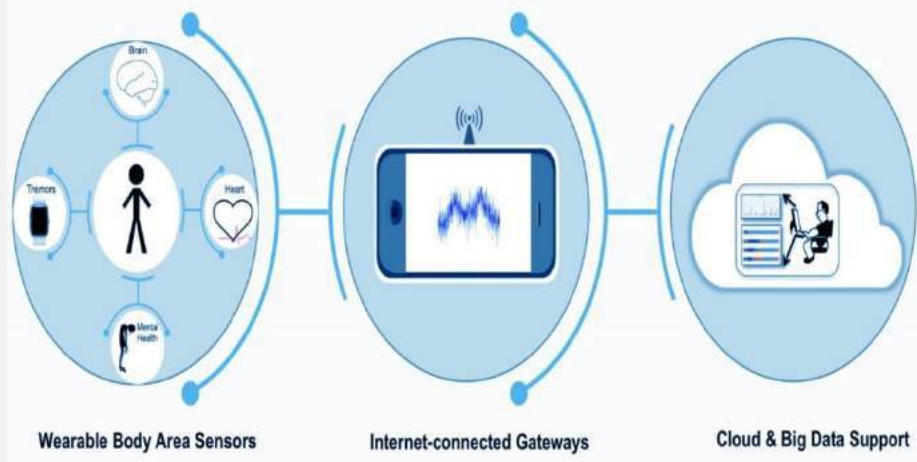 Brain
Tremors
Heart
Mental
Health
Wearable Body Area Sensors
Internet-connected Gateways
Cloud & Big Data Support